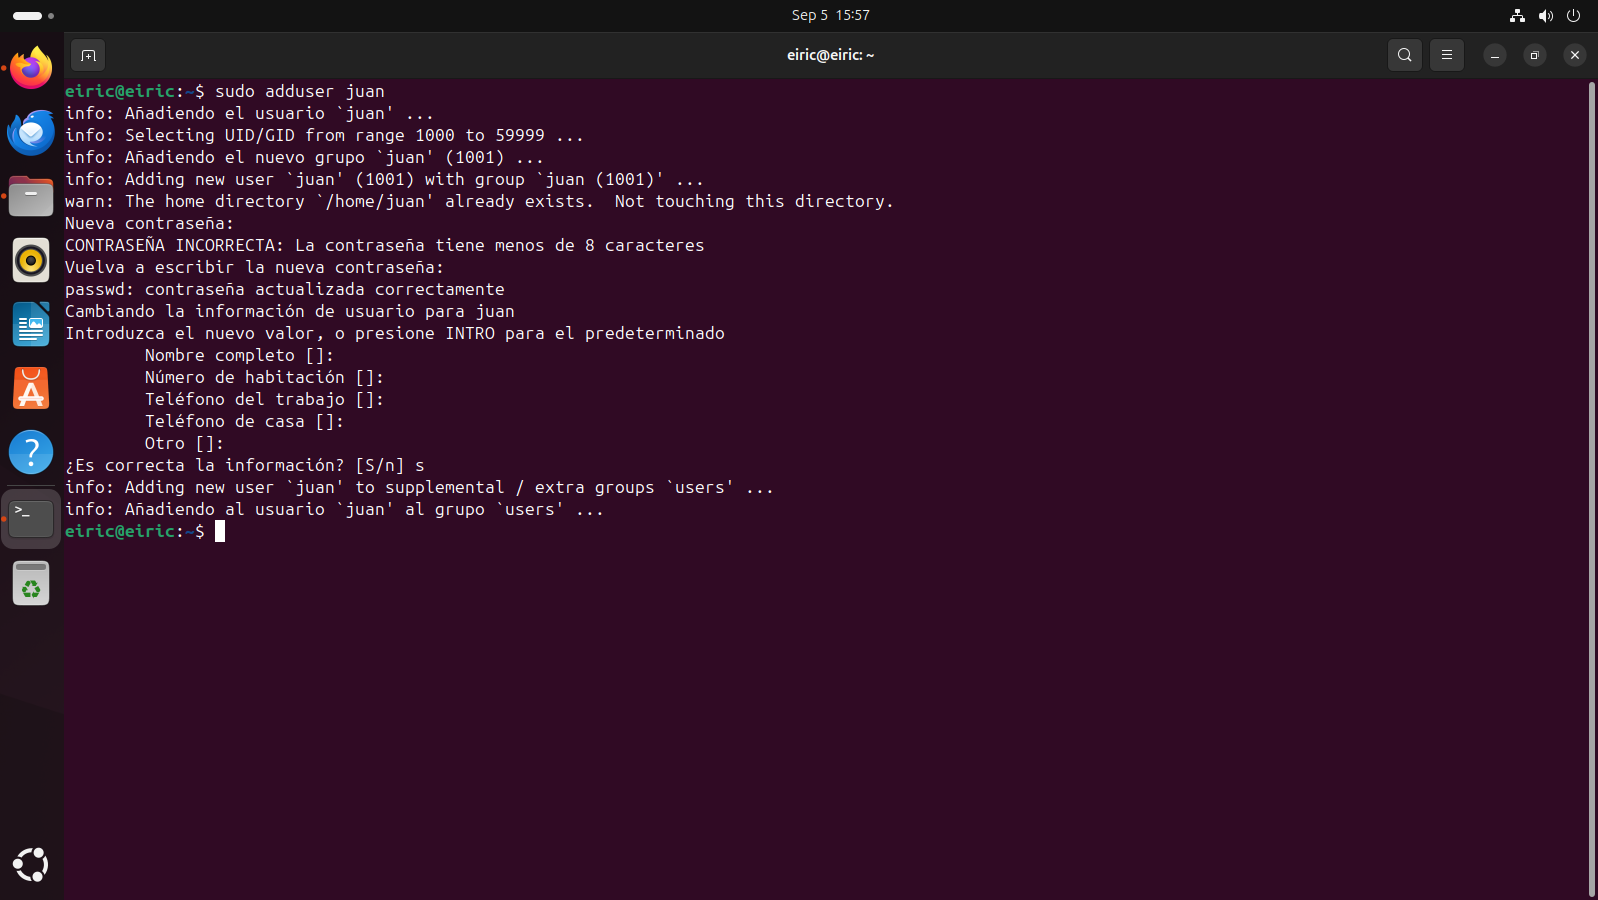 Sep 5  15:57
eiric@eiric: ~
eiric@eiric:~$ sudo adduser juan
info: Añadiendo el usuario `juan' ...
info: Selecting UID/GID from range 1000 to 59999 ...
info: Añadiendo el nuevo grupo `juan' (1001) ...
info: Adding new user `juan' (1001) with group `juan (1001)' ...
warn: The home directory `/home/juan' already exists.  Not touching this directory.
Nueva contraseña:
CONTRASEÑA INCORRECTA: La contraseña tiene menos de 8 caracteres
Vuelva a escribir la nueva contraseña:
passwd: contraseña actualizada correctamente
Cambiando la información de usuario para juan
Introduzca el nuevo valor, o presione INTRO para el predeterminado
        Nombre completo []:
        Número de habitación []:
        Teléfono del trabajo []:
        Teléfono de casa []:
        Otro []:
¿Es correcta la información? [S/n] s
info: Adding new user `juan' to supplemental / extra groups `users' ...
info: Añadiendo al usuario `juan' al grupo `users' ...
eiric@eiric:~$